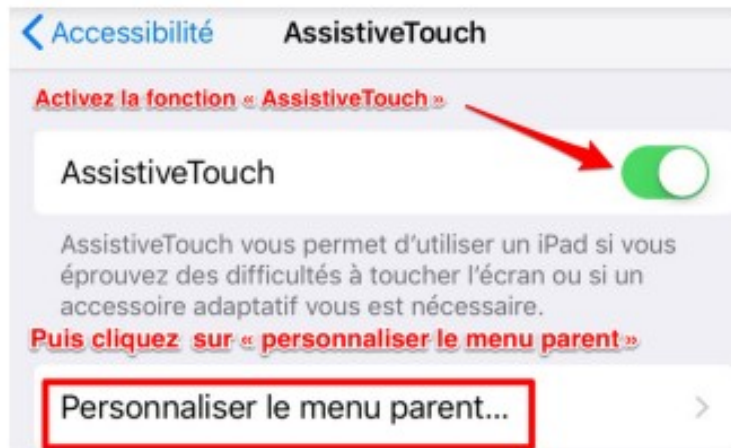 Accessibilité AssistiveTouch
Activez la fonction « AssistiveTouch »
AssistiveTouch
AssistiveTouch vous permet d'utiliser un iPad si vous
éprouvez des difficultés à toucher l'écran ou si un
accessoire adaptatif vous est nécessaire.
Puis cliquez sur « personnaliser le menu parent »
Personnaliser le menu parent...